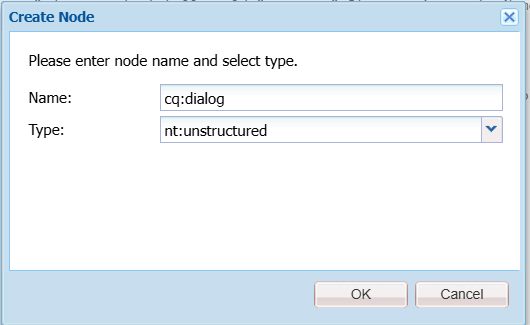 Create Node
Please enter node name and select type.
Name: cq:dialog
Type: nt:unstructured
OK Cancel